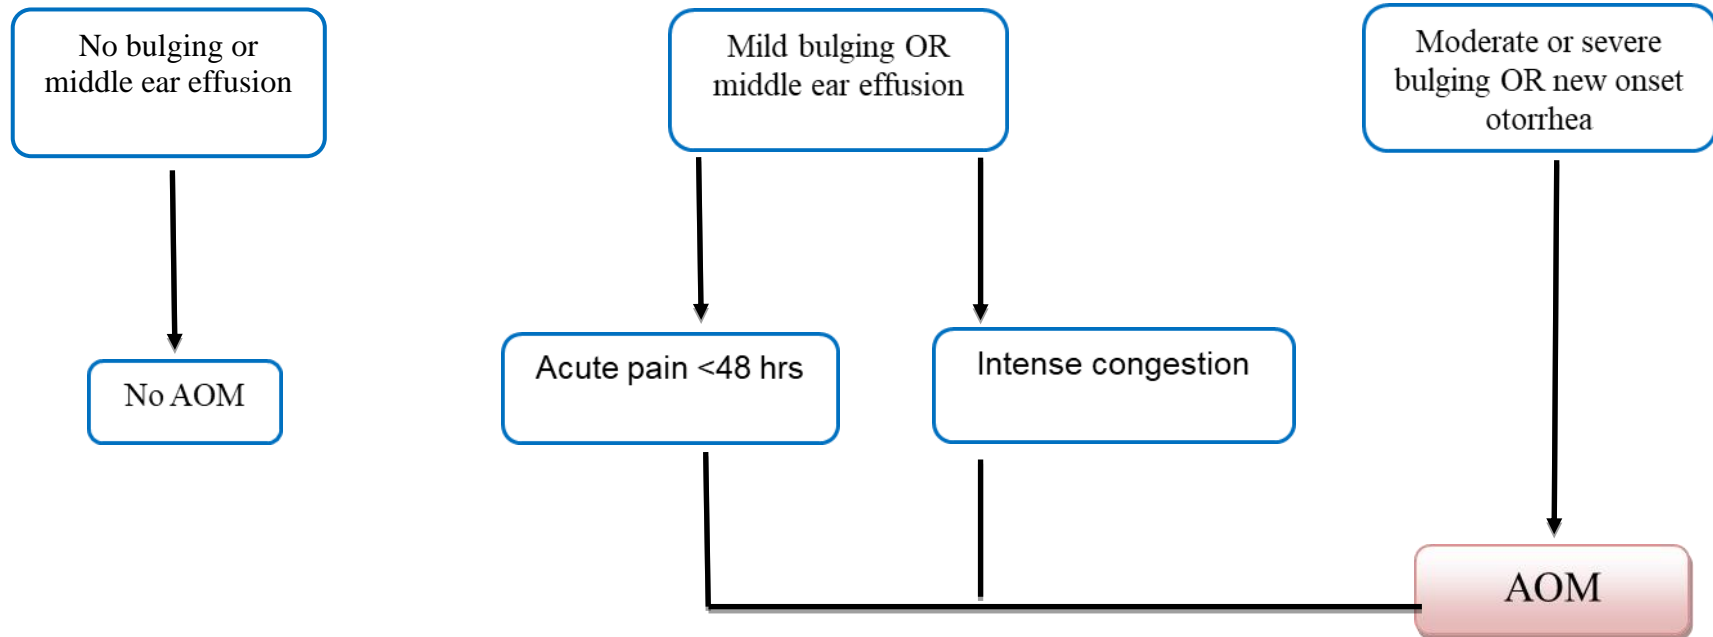 No bulging or
middle ear effusion
Mild bulging OR
middle ear effusion
Moderate or severe
bulging OR new onset
otorrhea
No AOM
Acute pain <48 hrs
Intense congestion
AOM